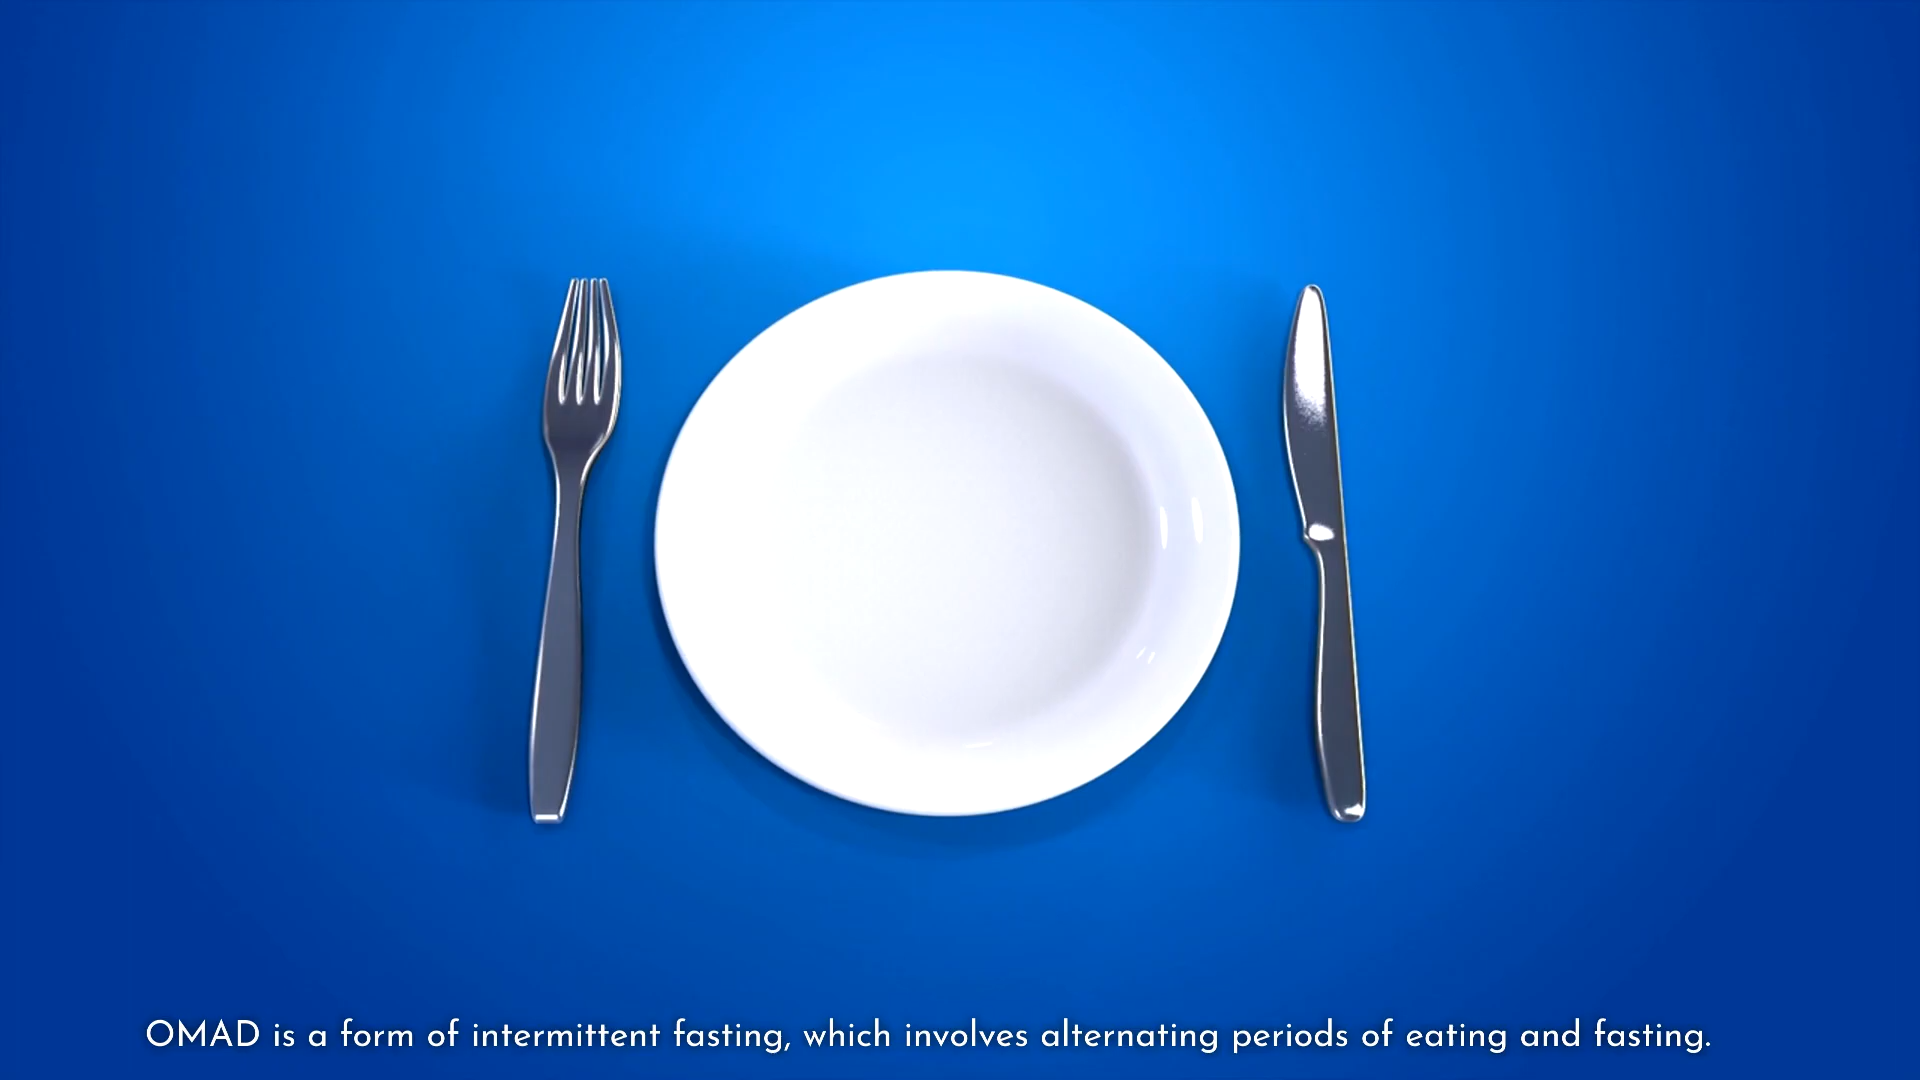 OMAD is a form of intermittent fasting, which involves alternating periods of eating and fasting.